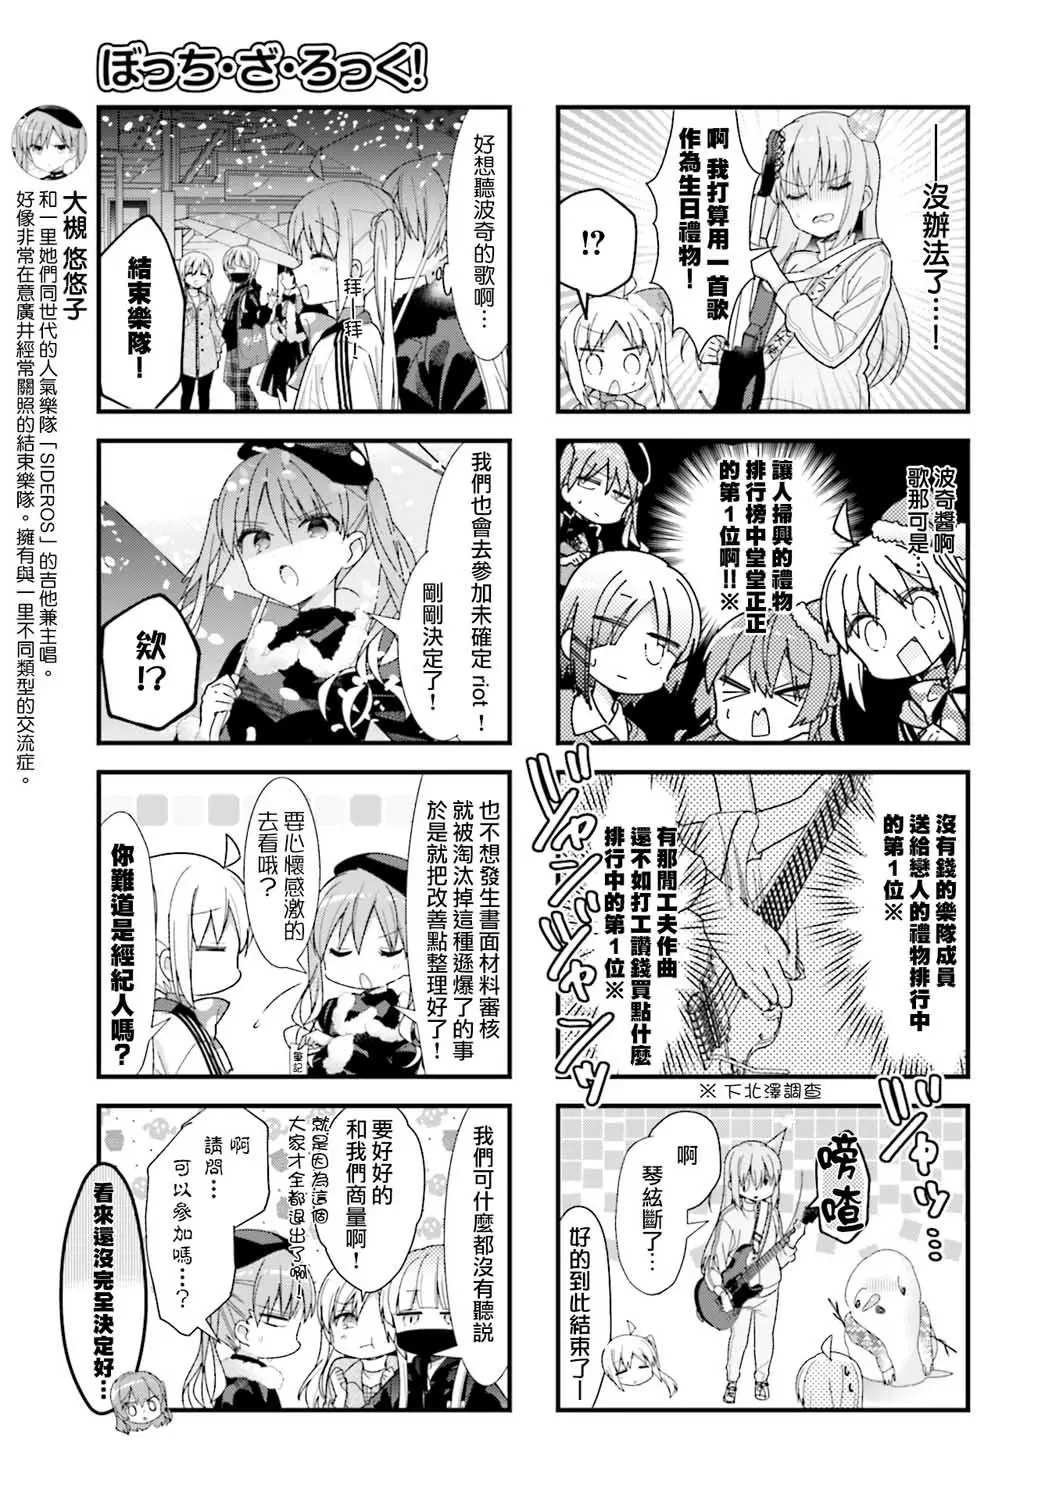 ぼっち・ざ・ろっく!
大槻 悠悠子
和一里她們同世代的人氣樂隊「SIDEROS」的吉他兼主唱。
好像非常在意廣井經常關照的結束樂隊。擁有與一里不同類型的交流症。
——沒辦法了…！
啊 我打算用一首歌
作為生日禮物！
!?
波奇醬啊
歌那可是…
讓人掃興的禮物
排行榜中堂堂正正
的第1位啊!!※
沒有錢的樂隊成員
送給戀人的禮物排行中
的第1位※
有那閒工夫作曲
還不如打工讚錢買點什麼
排行中的第1位※
ジャンジャン
ジャーン
※ 下北澤調查
嘭喳
啊
琴絃斷了…
好的到此結束了ー
好想聽波奇的歌啊…
拜ー拜ー
結束樂隊！
我們也會去參加未確定riot！
剛剛決定了！
欸!?
也不想發生書面材料審核
就被淘汰掉這種遜爆了的事
於是就把改善點整理好了！
要心懷感激的
去看哦？
筆記
你難道是經紀人嗎？
我們可什麼都沒有聽說
要好好的
和我們商量啊！
就是因為這個
大家才全都退出了啊！
啊
請問…
可以參加嗎…？
看來還沒完全決定好…